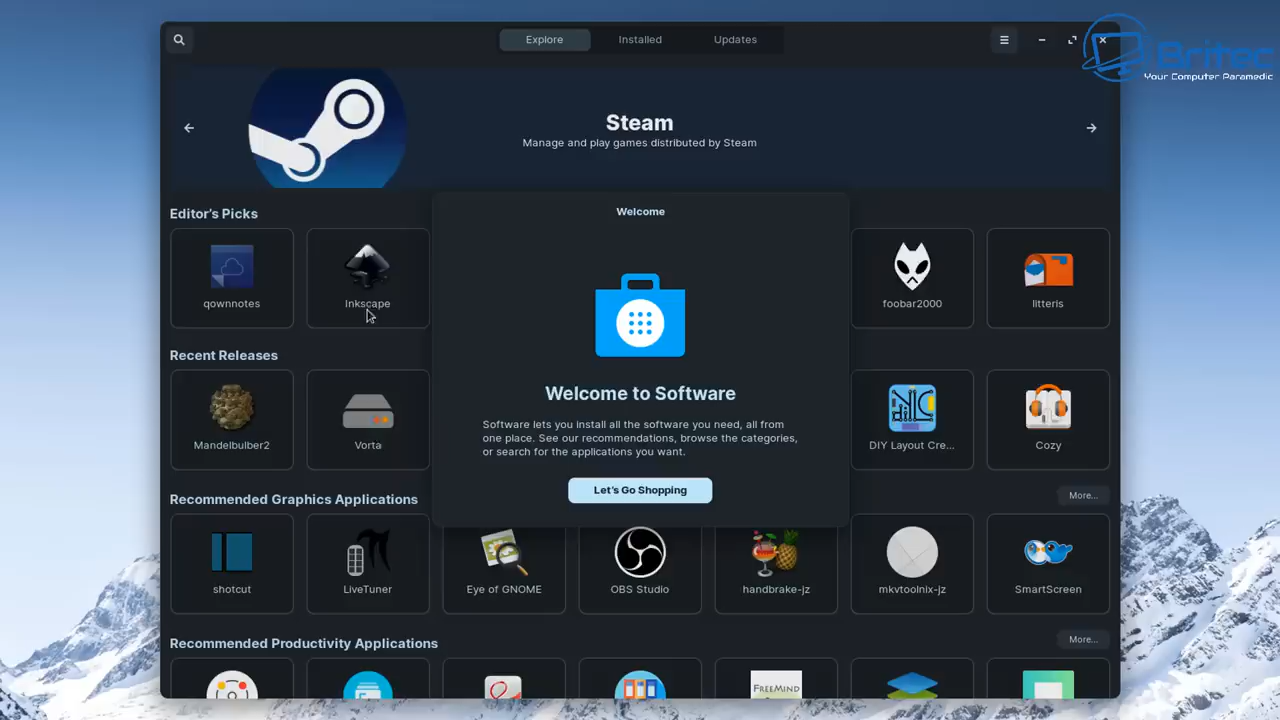 Explore
Installed
Updates
Britec
Your Computer Paramedic
Steam
Manage and play games distributed by Steam
Editor's Picks
Welcome
qownnotes
Inkscape
foobar2000
litteris
Recent Releases
Mandelbulber2
Vorta
DIY Layout Cre...
Cozy
Welcome to Software
Software lets you install all the software you need, all from
one place. See our recommendations, browse the categories,
or search for the applications you want.
Let's Go Shopping
Recommended Graphics Applications
More...
shotcut
LiveTuner
Eye of GNOME
OBS Studio
handbrake-jz
mkvtoolnix-jz
SmartScreen
Recommended Productivity Applications
More...
FREEMIND